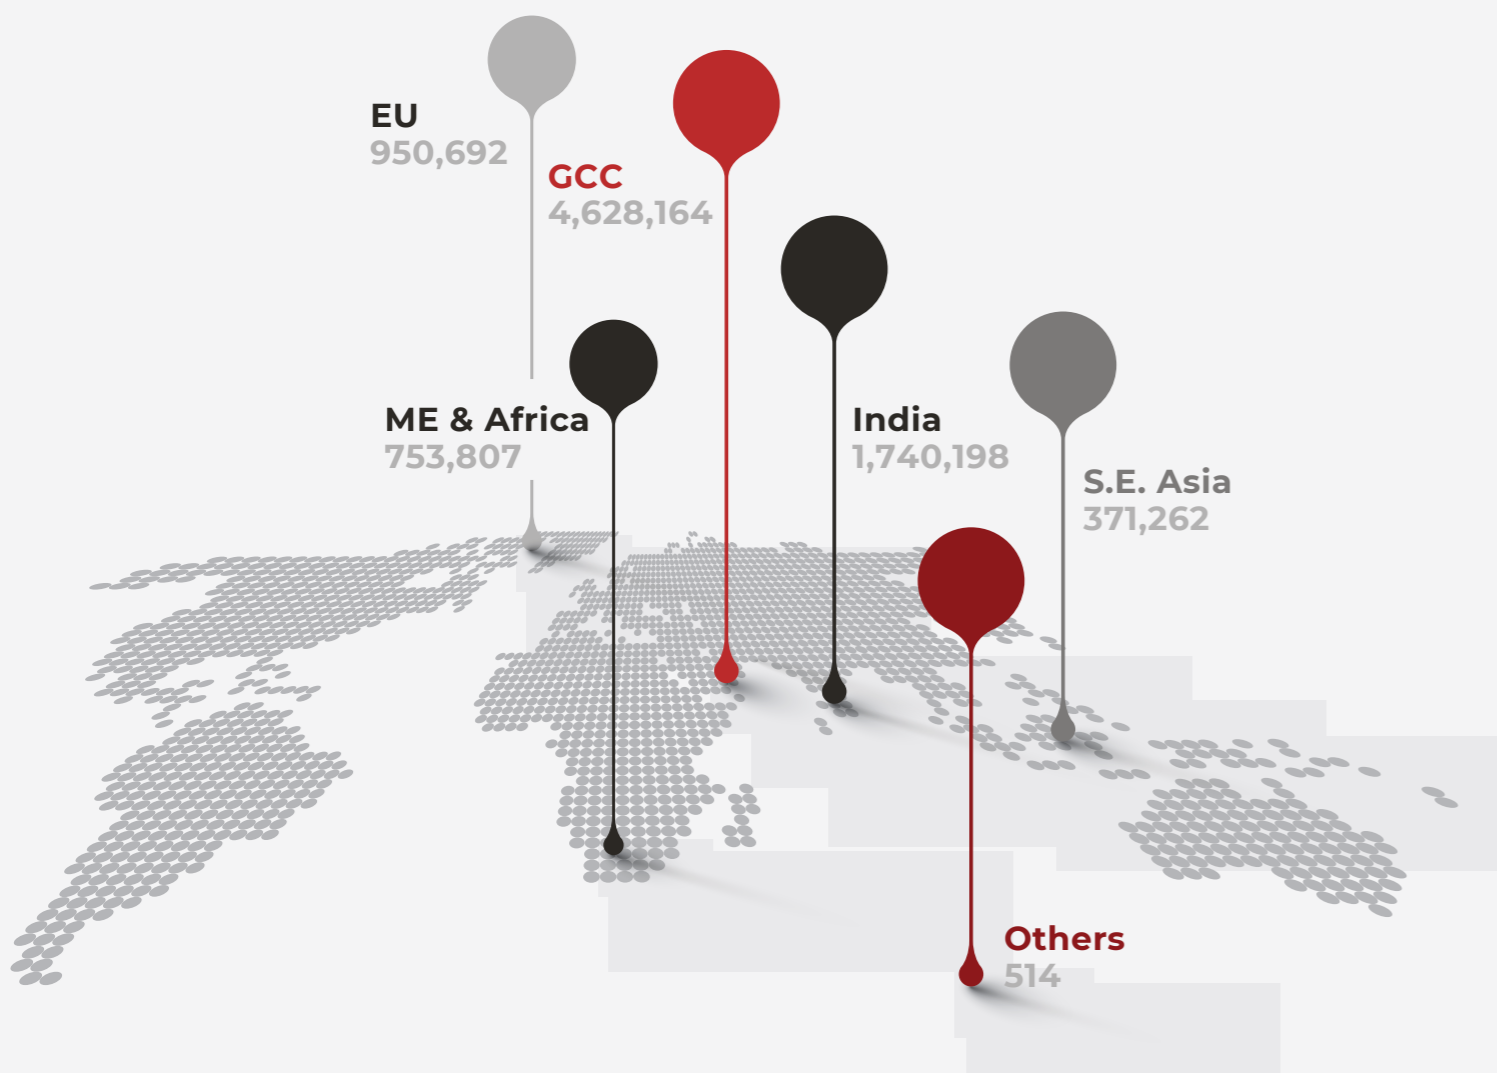 EU
950,692
GCC
4,628,164
ME & Africa
753,807
India
1,740,198
S.E. Asia
371,262
Others
514